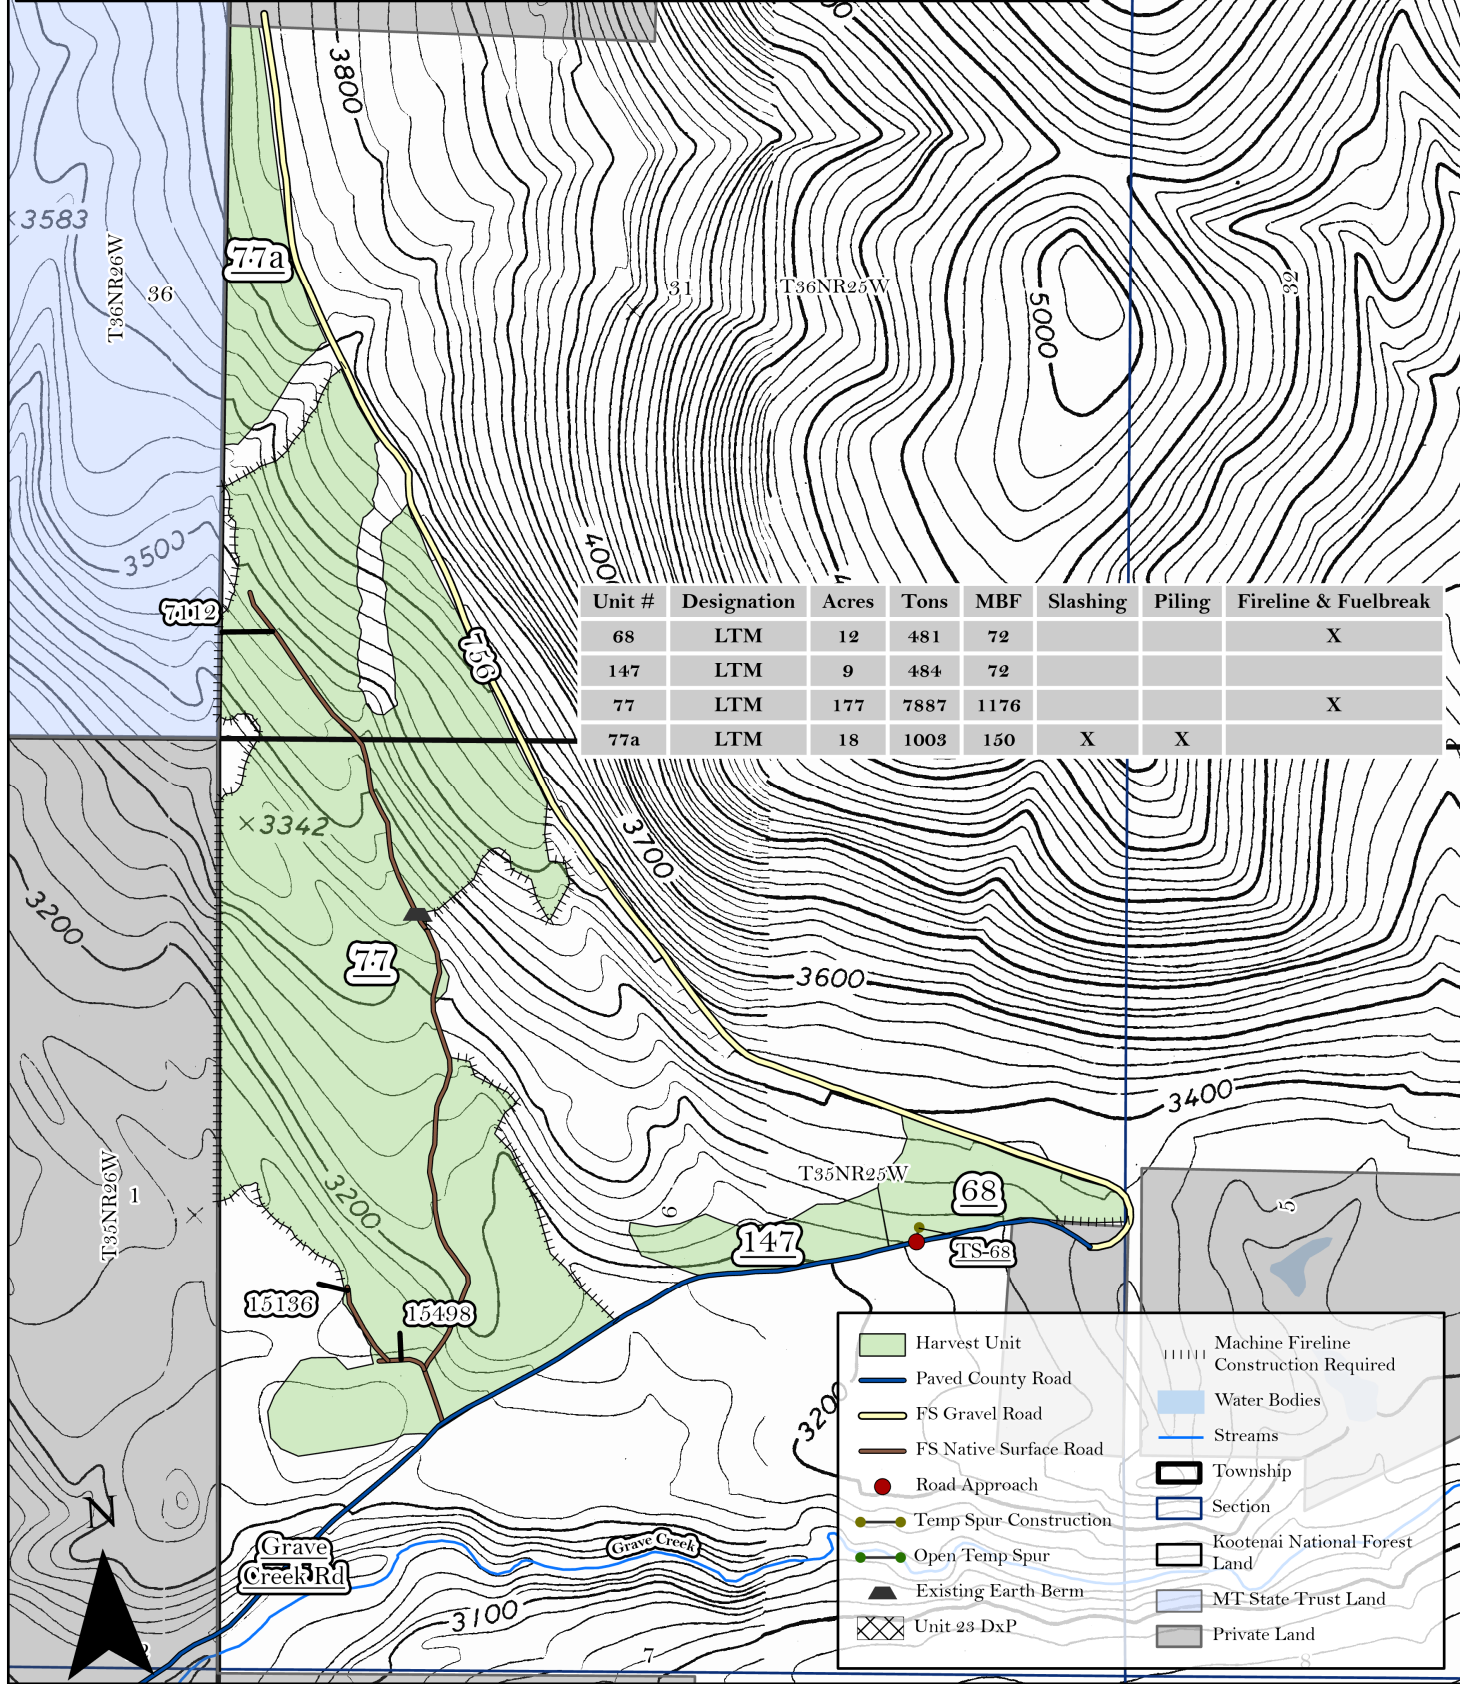 3800
×3583
77a
T36NR26W
36
31
T36NR25W
32
5000
3500
4000
7112
756
Unit # Designation Acres Tons MBF Slashing Piling Fireline & Fuelbreak
68 LTM 12 481 72 X
147 LTM 9 484 72
77 LTM 177 7887 1176 X
77a LTM 18 1003 150 X X
×3342
3700
3200
77
3600
3400
T35NR26W
1
3200
T35NR25W
6
68
5
147
TS-68
15136
15498
3200
Harvest Unit
Paved County Road
FS Gravel Road
FS Native Surface Road
Road Approach
Temp Spur Construction
Open Temp Spur
Existing Earth Berm
Unit 23 DxP
Machine Fireline
Construction Required
Water Bodies
Streams
Township
Section
Kootenai National Forest
Land
MT State Trust Land
Private Land
N
Grave
Creek Rd
Grave Creek
3100
7
8